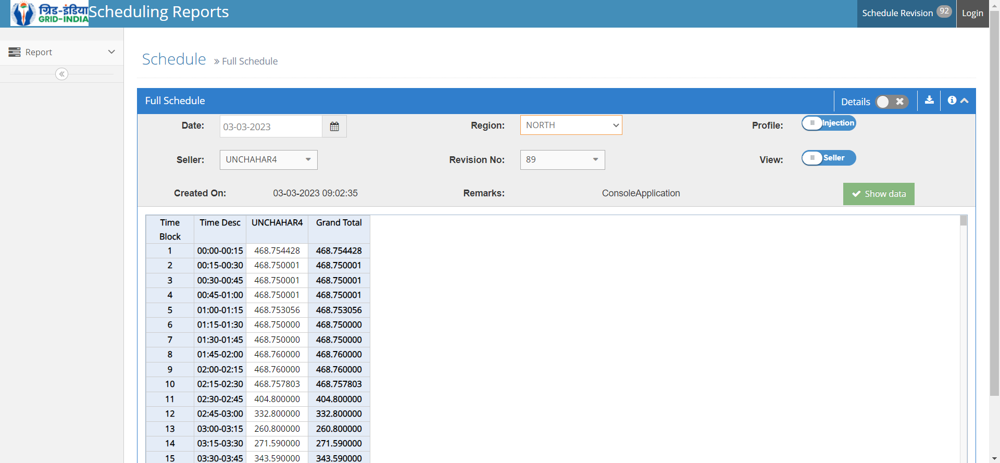 ग्रिड-इंडिया
GRID-INDIA
Scheduling Reports
Schedule Revision 92
Login
Report
Schedule » Full Schedule
Full Schedule
Details
Date: 03-03-2023 Region: NORTH Profile: Injection
Seller: UNCHAHAR4 Revision No: 89 View: Seller
Created On: 03-03-2023 09:02:35 Remarks: ConsoleApplication Show data
Time Block Time Desc UNCHAHAR4 Grand Total
1 00:00-00:15 468.754428 468.754428
2 00:15-00:30 468.750001 468.750001
3 00:30-00:45 468.750001 468.750001
4 00:45-01:00 468.750001 468.750001
5 01:00-01:15 468.753056 468.753056
6 01:15-01:30 468.750000 468.750000
7 01:30-01:45 468.750000 468.750000
8 01:45-02:00 468.760000 468.760000
9 02:00-02:15 468.760000 468.760000
10 02:15-02:30 468.757803 468.757803
11 02:30-02:45 404.800000 404.800000
12 02:45-03:00 332.800000 332.800000
13 03:00-03:15 260.800000 260.800000
14 03:15-03:30 271.590000 271.590000
15 03:30-03:45 343.590000 343.590000